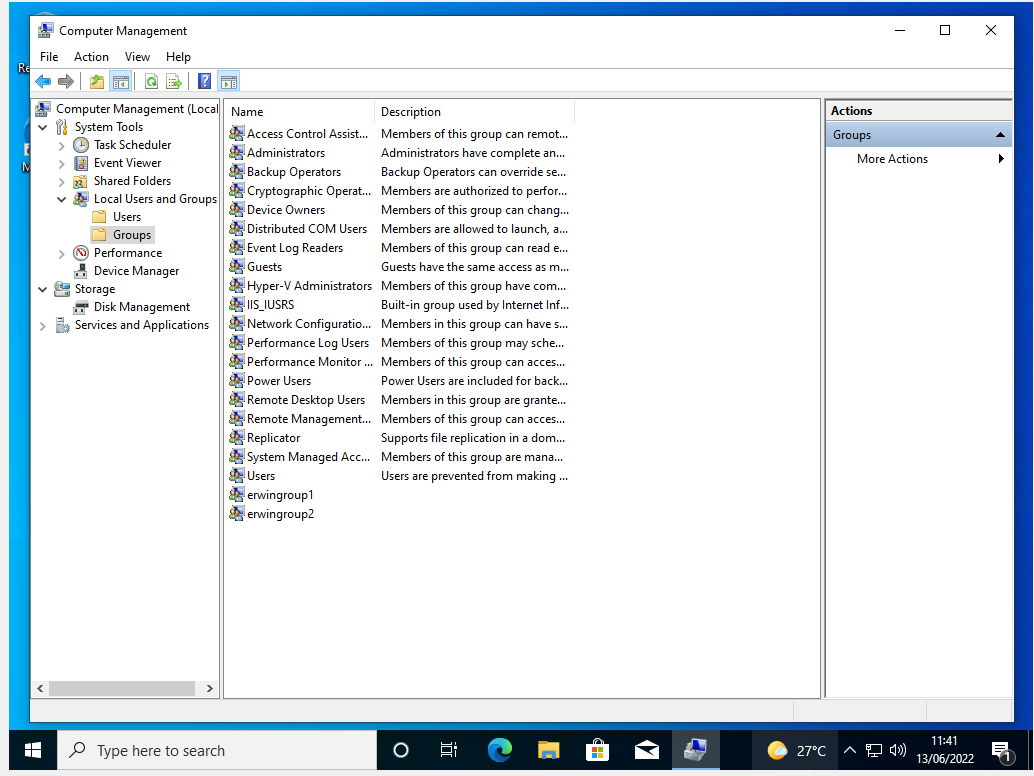 Computer Management
File Action View Help
Computer Management (Local
System Tools
Task Scheduler
Event Viewer
Shared Folders
Local Users and Groups
Users
Groups
Performance
Device Manager
Storage
Disk Management
Services and Applications
Name Description
Access Control Assist... Members of this group can remot...
Administrators Administrators have complete an...
Backup Operators Backup Operators can override se...
Cryptographic Operat... Members are authorized to perfor...
Device Owners Members of this group can chang...
Distributed COM Users Members are allowed to launch, a...
Event Log Readers Members of this group can read e...
Guests Guests have the same access as m...
Hyper-V Administrators Members of this group have com...
IIS_IUSRS Built-in group used by Internet Inf...
Network Configuratio... Members in this group can have s...
Performance Log Users Members of this group may sche...
Performance Monitor ... Members of this group can acces...
Power Users Power Users are included for back...
Remote Desktop Users Members in this group are grante...
Remote Management... Members of this group can acces...
Replicator Supports file replication in a dom...
System Managed Acc... Members of this group are mana...
Users Users are prevented from making ...
erwingroup1
erwingroup2
Actions
Groups
More Actions
Re
M
Type here to search
27°C
11:41
13/06/2022
1